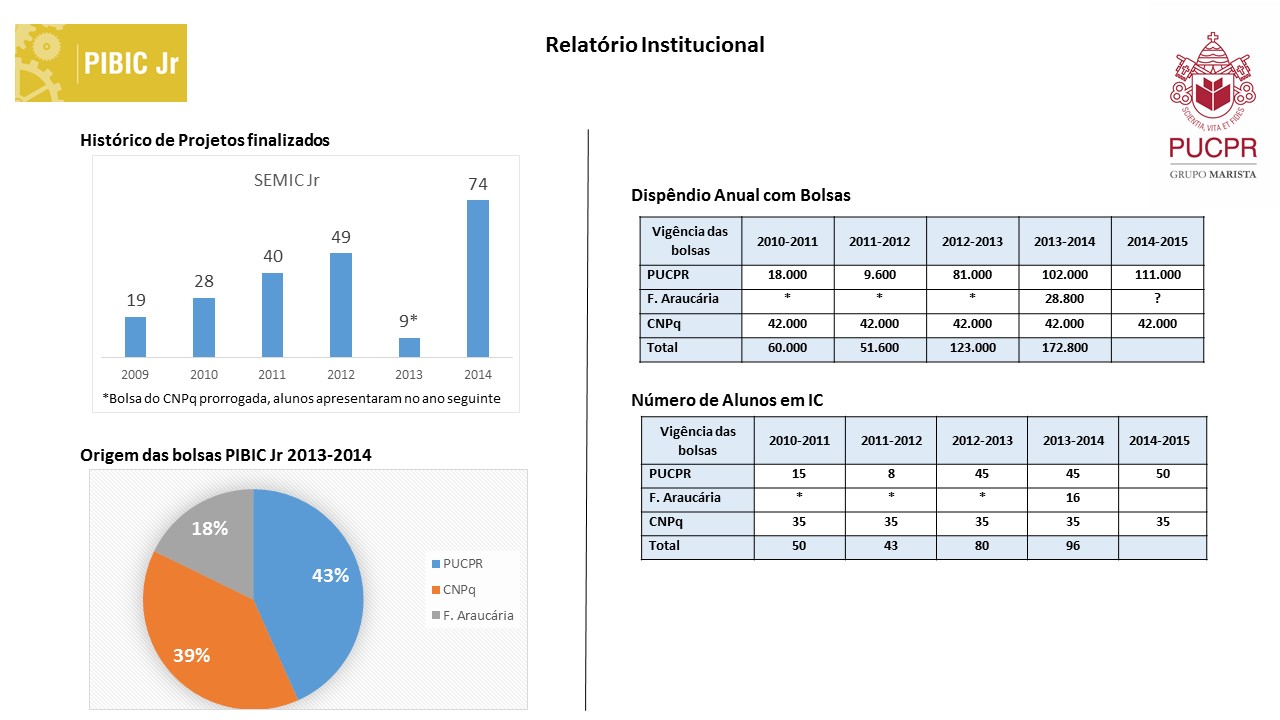 Relatório Institucional
PIBIC Jr
SCIENTIA, VITA ET FIDES
PUCPR
GRUPO MARISTA
Histórico de Projetos finalizados
SEMIC Jr
19 28 40 49 9* 74
2009 2010 2011 2012 2013 2014
*Bolsa do CNPq prorrogada, alunos apresentaram no ano seguinte
Origem das bolsas PIBIC Jr 2013-2014
18%
43%
39%
PUCPR
CNPq
F. Araucária
Dispêndio Anual com Bolsas
Vigência das bolsas 2010-2011 2011-2012 2012-2013 2013-2014 2014-2015
PUCPR 18.000 9.600 81.000 102.000 111.000
F. Araucária * * * 28.800 ?
CNPq 42.000 42.000 42.000 42.000 42.000
Total 60.000 51.600 123.000 172.800
Número de Alunos em IC
Vigência das bolsas 2010-2011 2011-2012 2012-2013 2013-2014 2014-2015
PUCPR 15 8 45 45 50
F. Araucária * * * 16
CNPq 35 35 35 35 35
Total 50 43 80 96